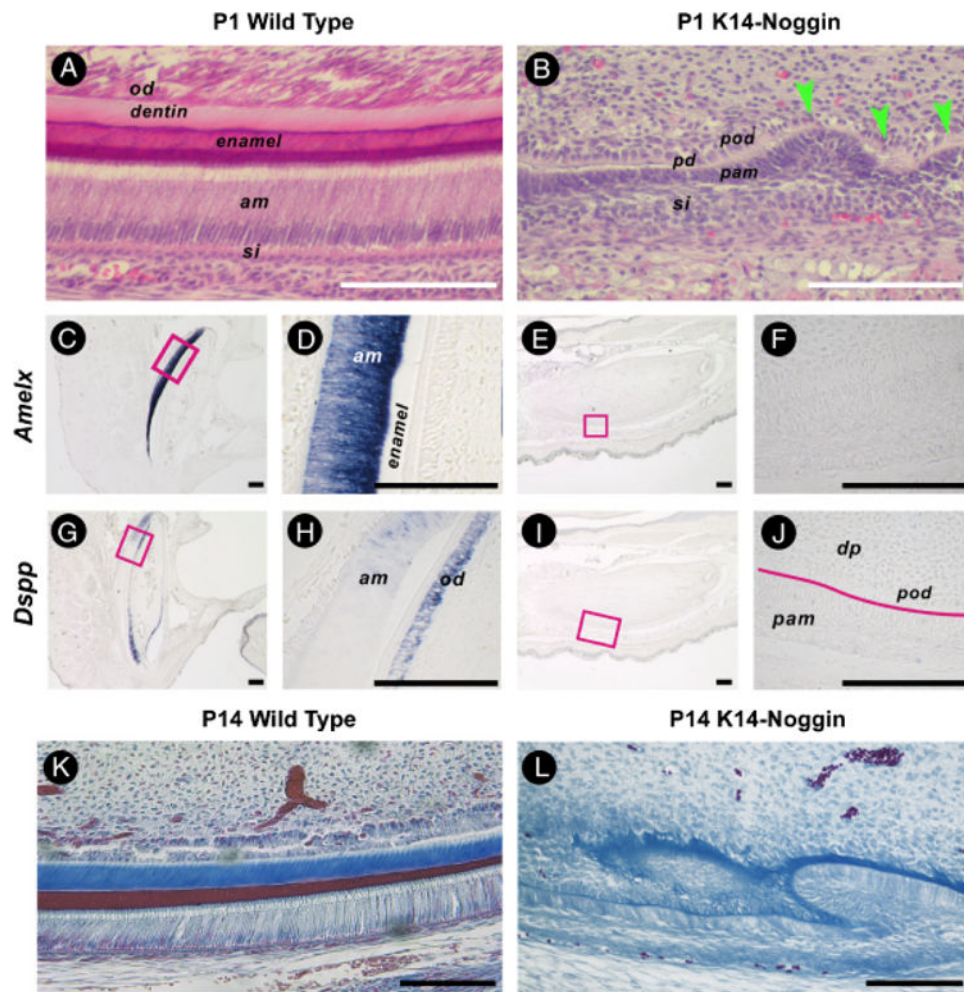 P1 Wild Type
P1 K14-Noggin
A
od
dentin
enamel
am
si
B
pod
pd
pam
si
Amelx
C
D
am
enamel
E
F
Dspp
G
H
am
od
I
J
dp
pod
pam
P14 Wild Type
P14 K14-Noggin
K
L